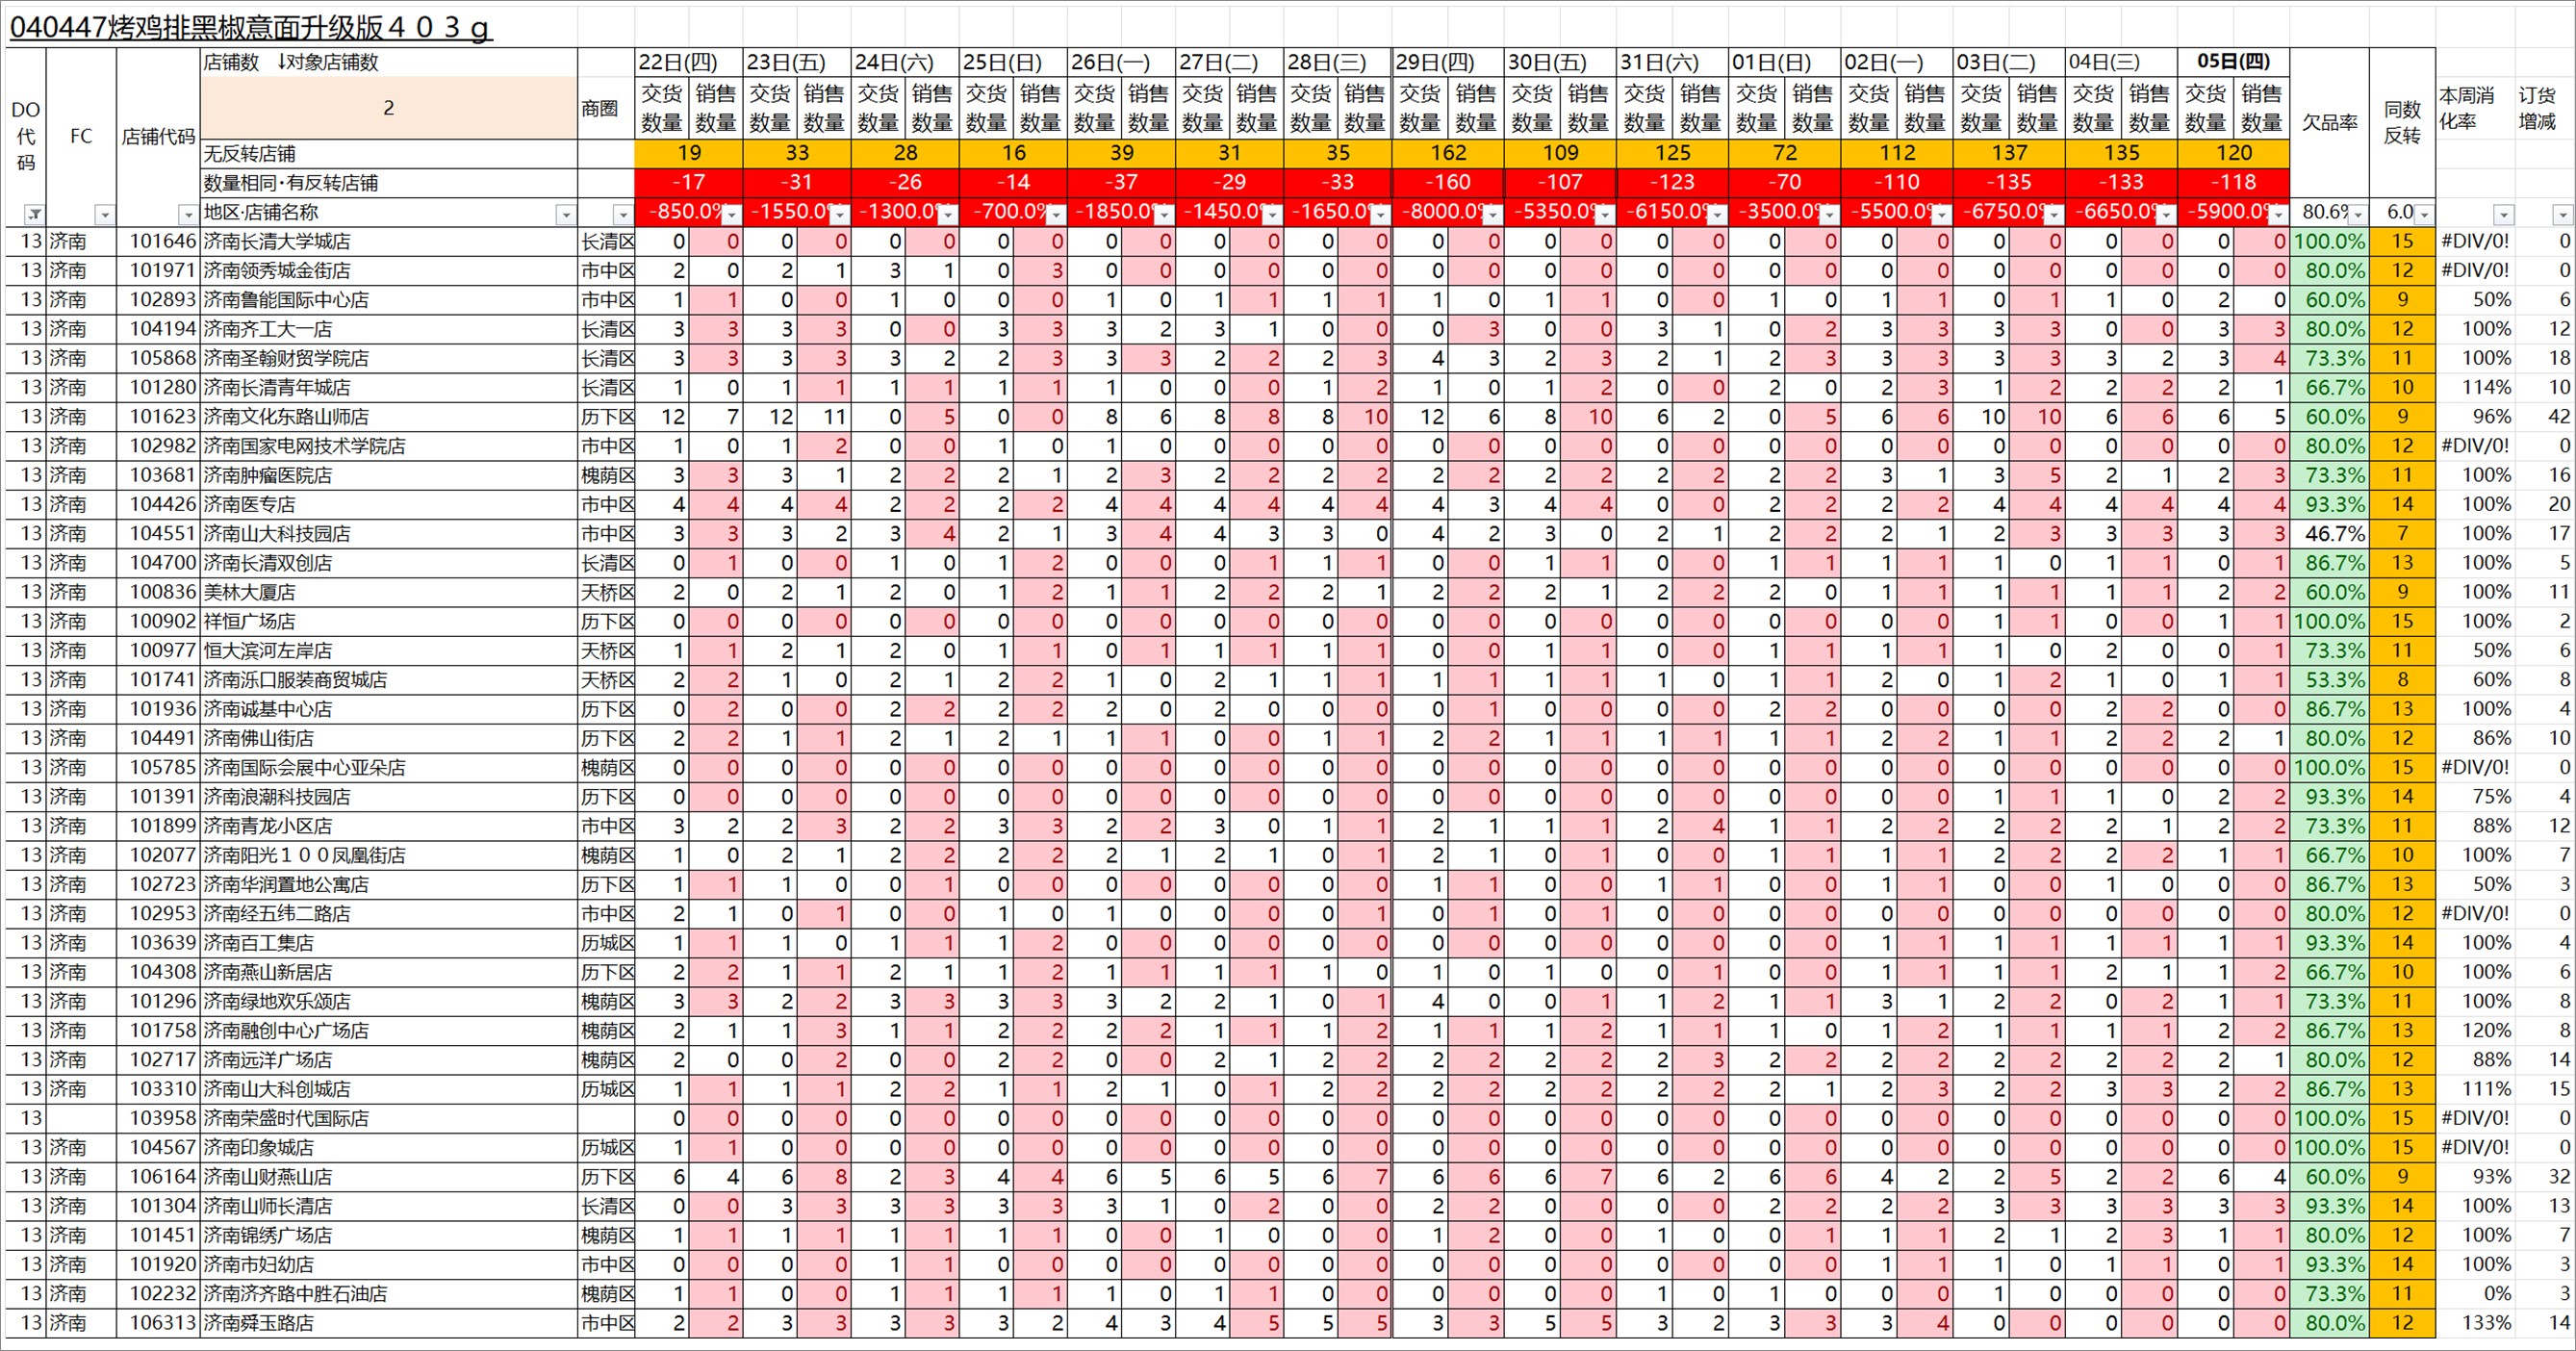 040447烤鸡排黑椒意面升级版403g
DO代码 FC 店铺代码 店铺数 ↓对象店铺数 商圈 22日(四) 23日(五) 24日(六) 25日(日) 26日(一) 27日(二) 28日(三) 29日(四) 30日(五) 31日(六) 01日(日) 02日(一) 03日(二) 04日(三) 05日(四) 欠品率 同数反转 本周消化率 订货增减
2 交货数量 销售数量 交货数量 销售数量 交货数量 销售数量 交货数量 销售数量 交货数量 销售数量 交货数量 销售数量 交货数量 销售数量 交货数量 销售数量 交货数量 销售数量 交货数量 销售数量 交货数量 销售数量 交货数量 销售数量 交货数量 销售数量 交货数量 销售数量 交货数量 销售数量
无反转店铺 19 33 28 16 39 31 35 162 109 125 72 112 137 135 120
数量相同·有反转店铺 -17 -31 -26 -14 -37 -29 -33 -160 -107 -123 -70 -110 -135 -133 -118
地区·店铺名称 -850.0% -1550.0% -1300.0% -700.0% -1850.0% -1450.0% -1650.0% -8000.0% -5350.0% -6150.0% -3500.0% -5500.0% -6750.0% -6650.0% -5900.0% 80.6% 6.0
13 济南 101646 济南长清大学城店 长清区 0 0 0 0 0 0 0 0 0 0 0 0 0 0 0 0 0 0 0 0 0 0 0 0 0 0 0 0 0 0 100.0% 15 #DIV/0! 0
13 济南 101971 济南领秀城金街店 市中区 2 0 2 1 3 1 0 3 0 0 0 0 0 0 0 0 0 0 0 0 0 0 0 0 0 0 0 0 0 0 80.0% 12 #DIV/0! 0
13 济南 102893 济南鲁能国际中心店 市中区 1 1 0 0 1 0 0 0 1 0 1 1 1 1 1 0 1 1 0 0 1 0 1 1 0 1 1 0 2 0 60.0% 9 50% 6
13 济南 104194 济南齐工大一店 长清区 3 3 3 3 0 0 3 3 3 2 3 1 0 0 0 3 0 0 3 1 0 2 3 3 3 3 0 0 3 3 80.0% 12 100% 12
13 济南 105868 济南圣翰财贸学院店 长清区 3 3 3 3 3 2 2 3 3 3 2 2 2 3 4 3 2 3 2 1 2 3 3 3 3 3 3 2 3 4 73.3% 11 100% 18
13 济南 101280 济南长清青年城店 长清区 1 0 1 1 1 1 1 1 1 0 0 0 1 2 1 0 1 2 0 0 2 0 2 3 1 2 2 2 2 1 66.7% 10 114% 10
13 济南 101623 济南文化东路山师店 历下区 12 7 12 11 0 5 0 0 8 6 8 8 8 10 12 6 8 10 6 2 0 5 6 6 10 10 6 6 6 5 60.0% 9 96% 42
13 济南 102982 济南国家电网技术学院店 市中区 1 0 1 2 0 0 1 0 1 0 0 0 0 0 0 0 0 0 0 0 0 0 0 0 0 0 0 0 0 0 80.0% 12 #DIV/0! 0
13 济南 103681 济南肿瘤医院店 槐荫区 3 3 3 1 2 2 2 1 2 3 2 2 2 2 2 2 2 2 2 2 2 2 3 1 3 5 2 1 2 3 73.3% 11 100% 16
13 济南 104426 济南医专店 市中区 4 4 4 4 2 2 2 2 4 4 4 4 4 4 4 3 4 4 0 0 2 2 2 2 4 4 4 4 4 4 93.3% 14 100% 20
13 济南 104551 济南山大科技园店 市中区 3 3 3 2 3 4 2 1 3 4 4 3 3 0 4 2 3 0 2 1 2 2 2 1 2 3 3 3 3 3 46.7% 7 100% 17
13 济南 104700 济南长清双创店 长清区 0 1 0 0 1 0 1 2 0 0 0 1 1 1 0 0 1 1 0 0 1 1 1 1 1 0 1 1 0 1 86.7% 13 100% 5
13 济南 100836 美林大厦店 天桥区 2 0 2 1 2 0 1 2 1 1 2 2 2 1 2 2 2 1 2 2 2 0 1 1 1 1 1 1 2 2 60.0% 9 100% 11
13 济南 100902 祥恒广场店 历下区 0 0 0 0 0 0 0 0 0 0 0 0 0 0 0 0 0 0 0 0 0 0 0 0 1 1 0 0 1 1 100.0% 15 100% 2
13 济南 100977 恒大滨河左岸店 天桥区 1 1 2 1 2 0 1 1 0 1 1 1 1 1 0 0 1 1 0 0 1 1 1 1 1 0 2 0 0 1 73.3% 11 50% 6
13 济南 101741 济南泺口服装商贸城店 天桥区 2 2 1 0 2 1 2 2 1 0 2 1 1 1 1 1 1 1 1 0 1 1 2 0 1 2 1 0 1 1 53.3% 8 60% 8
13 济南 101936 济南诚基中心店 历下区 0 2 0 0 2 2 2 2 2 0 2 0 0 0 0 1 0 0 0 0 2 2 0 0 0 0 2 2 0 0 86.7% 13 100% 4
13 济南 104491 济南佛山街店 历下区 2 2 1 1 2 1 2 1 1 1 0 0 1 1 2 2 1 1 1 1 1 1 2 2 1 1 2 2 2 1 80.0% 12 86% 10
13 济南 105785 济南国际会展中心亚朵店 槐荫区 0 0 0 0 0 0 0 0 0 0 0 0 0 0 0 0 0 0 0 0 0 0 0 0 0 0 0 0 0 0 100.0% 15 #DIV/0! 0
13 济南 101391 济南浪潮科技园店 历下区 0 0 0 0 0 0 0 0 0 0 0 0 0 0 0 0 0 0 0 0 0 0 0 0 1 1 1 0 2 2 93.3% 14 75% 4
13 济南 101899 济南青龙小区店 市中区 3 2 2 3 2 2 3 3 2 2 3 0 1 1 2 1 1 1 2 4 1 1 2 2 2 2 2 1 2 2 73.3% 11 88% 12
13 济南 102077 济南阳光100凤凰街店 槐荫区 1 0 2 1 2 2 2 2 2 1 2 1 0 1 2 1 0 1 0 0 1 1 1 1 2 2 2 2 1 1 66.7% 10 100% 7
13 济南 102723 济南华润置地公寓店 历下区 1 1 1 0 0 1 0 0 0 0 0 0 0 0 1 1 0 0 1 1 0 0 1 1 0 0 1 0 0 0 86.7% 13 50% 3
13 济南 102953 济南经五纬二路店 市中区 2 1 0 1 0 0 1 0 1 0 0 0 0 1 0 1 0 1 0 0 0 0 0 0 0 0 0 0 0 0 80.0% 12 #DIV/0! 0
13 济南 103639 济南百工集店 历城区 1 1 1 0 1 1 1 2 0 0 0 0 0 0 0 0 0 0 0 0 0 0 1 1 1 1 1 1 1 1 93.3% 14 100% 4
13 济南 104308 济南燕山新居店 历下区 2 2 1 1 2 1 1 2 1 1 1 1 1 0 1 0 1 0 0 1 0 0 1 1 1 1 2 1 1 2 66.7% 10 100% 6
13 济南 101296 济南绿地欢乐颂店 槐荫区 3 3 2 2 3 3 3 3 3 2 2 1 0 1 4 0 0 1 1 2 1 1 3 1 2 2 0 2 1 1 73.3% 11 100% 8
13 济南 101758 济南融创中心广场店 槐荫区 2 1 1 3 1 1 2 2 2 2 1 1 1 2 1 1 1 2 1 1 1 0 1 2 1 1 1 1 2 2 86.7% 13 120% 8
13 济南 102717 济南远洋广场店 槐荫区 2 0 0 2 0 0 2 2 0 0 2 1 2 2 2 2 2 2 2 3 2 2 2 2 2 2 2 2 2 1 80.0% 12 88% 14
13 济南 103310 济南山大科创城店 历城区 1 1 1 1 2 2 1 1 2 1 0 1 2 2 2 2 2 2 2 2 2 1 2 3 2 2 3 3 2 2 86.7% 13 111% 15
13 103958 济南荣盛时代国际店 0 0 0 0 0 0 0 0 0 0 0 0 0 0 0 0 0 0 0 0 0 0 0 0 0 0 0 0 0 0 100.0% 15 #DIV/0! 0
13 济南 104567 济南印象城店 历城区 1 1 0 0 0 0 0 0 0 0 0 0 0 0 0 0 0 0 0 0 0 0 0 0 0 0 0 0 0 0 100.0% 15 #DIV/0! 0
13 济南 106164 济南山财燕山店 历下区 6 4 6 8 2 3 4 4 6 5 6 5 6 7 6 6 6 7 6 2 6 6 4 2 2 5 2 2 6 4 60.0% 9 93% 32
13 济南 101304 济南山师长清店 长清区 0 0 3 3 3 3 3 3 3 1 0 2 0 0 2 2 0 0 0 0 2 2 2 2 3 3 3 3 3 3 93.3% 14 100% 13
13 济南 101451 济南锦绣广场店 槐荫区 1 1 1 1 1 1 1 1 0 0 1 0 0 0 1 2 0 0 1 0 0 1 1 1 2 1 2 3 1 1 80.0% 12 100% 7
13 济南 101920 济南市妇幼店 市中区 0 0 0 0 1 1 0 0 0 0 0 0 0 0 0 0 0 0 0 0 0 0 1 1 1 0 1 1 0 1 93.3% 14 100% 3
13 济南 102232 济南济齐路中胜石油店 槐荫区 1 1 0 0 1 1 1 1 1 0 1 1 0 0 0 0 0 0 1 0 1 0 0 0 1 0 0 0 0 0 73.3% 11 0% 3
13 济南 106313 济南舜玉路店 市中区 2 2 3 3 3 3 3 2 4 3 4 5 5 5 3 3 5 5 3 2 3 3 3 4 0 0 0 0 0 0 80.0% 12 133% 14